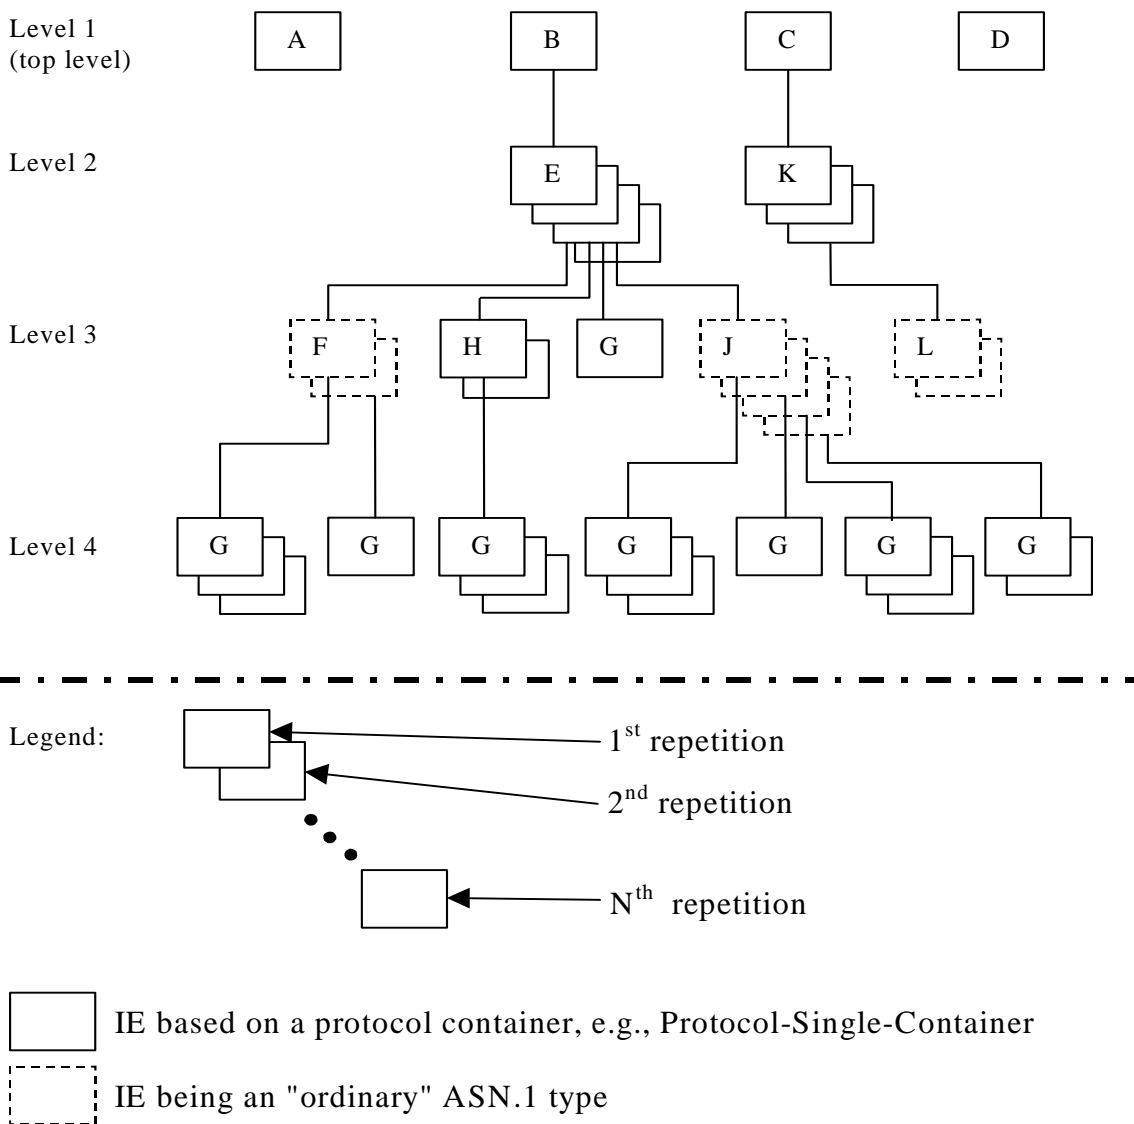 Level 1
(top level)
A B C D
Level 2
E K
Level 3
F H G J L
Level 4
G G G G G G G
Legend:
1st repetition
2nd repetition
Nth repetition
IE based on a protocol container, e.g., Protocol-Single-Container
IE being an "ordinary" ASN.1 type